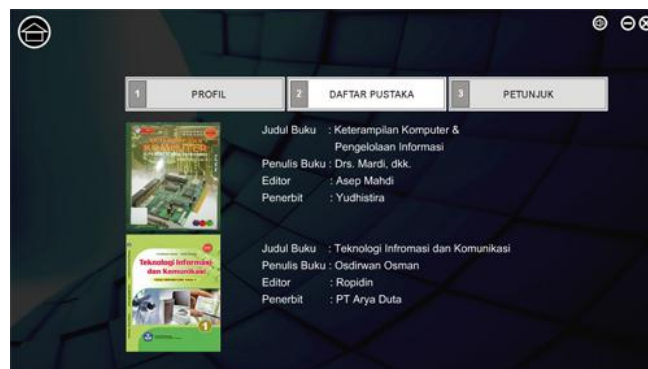 1 PROFIL 2 DAFTAR PUSTAKA 3 PETUNJUK
Judul Buku : Keterampilan Komputer &
Pengelolaan Informasi
Penulis Buku : Drs. Mardi, dkk.
Editor : Asep Mahdi
Penerbit : Yudhistira
KOMPUTER
Judul Buku : Teknologi Infromasi dan Komunikasi
Penulis Buku : Osdirwan Osman
Editor : Ropidin
Penerbit : PT Arya Duta
Teknologi Informasi
dan Komunikasi
1